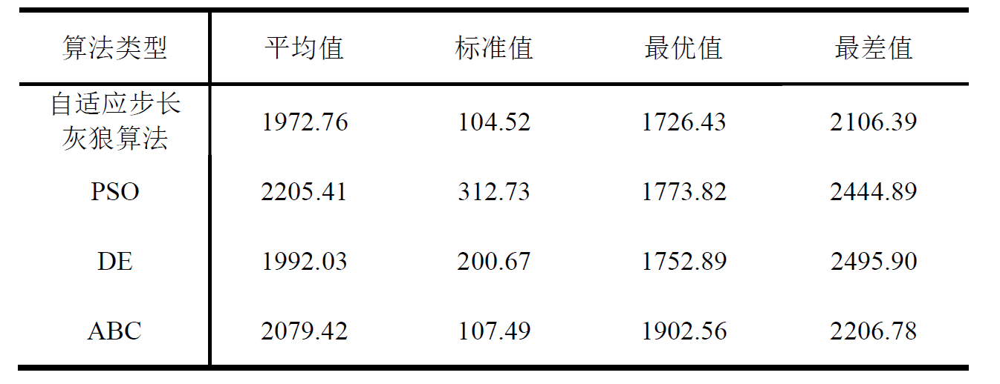 算法类型 平均值 标准值 最优值 最差值
自适应步长
灰狼算法 1972.76 104.52 1726.43 2106.39
PSO 2205.41 312.73 1773.82 2444.89
DE 1992.03 200.67 1752.89 2495.90
ABC 2079.42 107.49 1902.56 2206.78